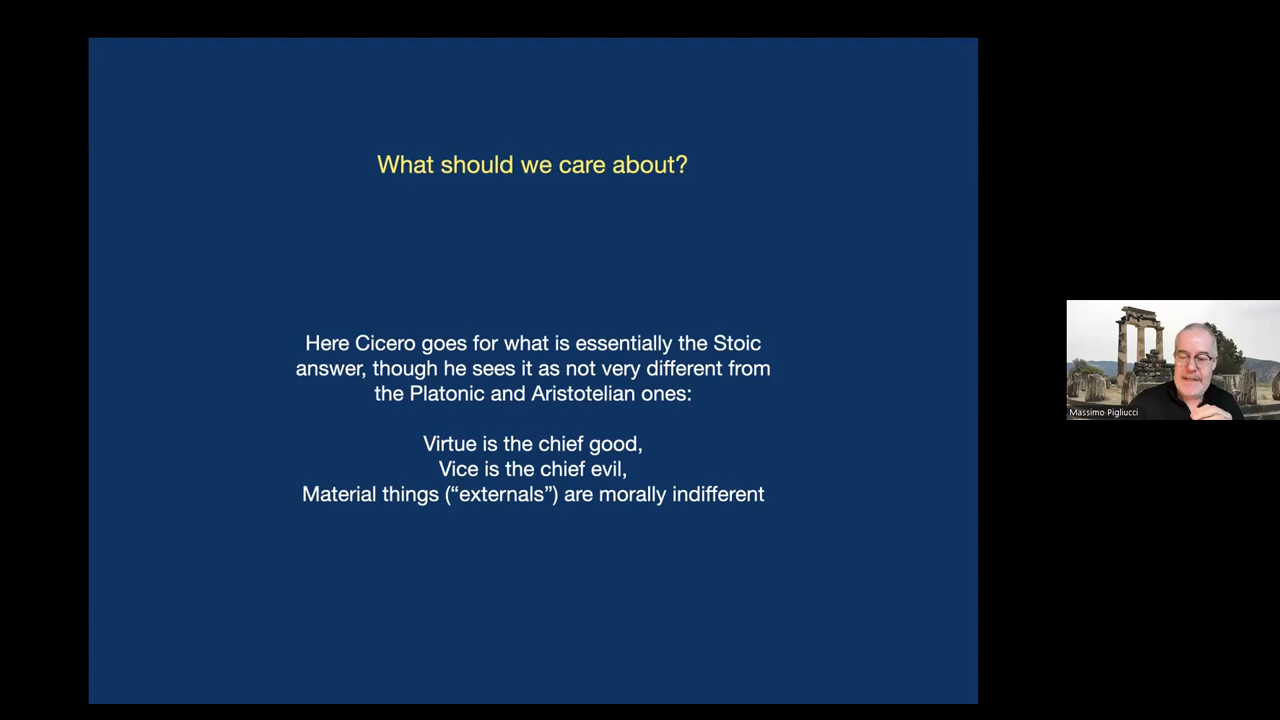 What should we care about?
Here Cicero goes for what is essentially the Stoic
answer, though he sees it as not very different from
the Platonic and Aristotelian ones:
Virtue is the chief good,
Vice is the chief evil,
Material things (“externals”) are morally indifferent
Massimo Pigliucci